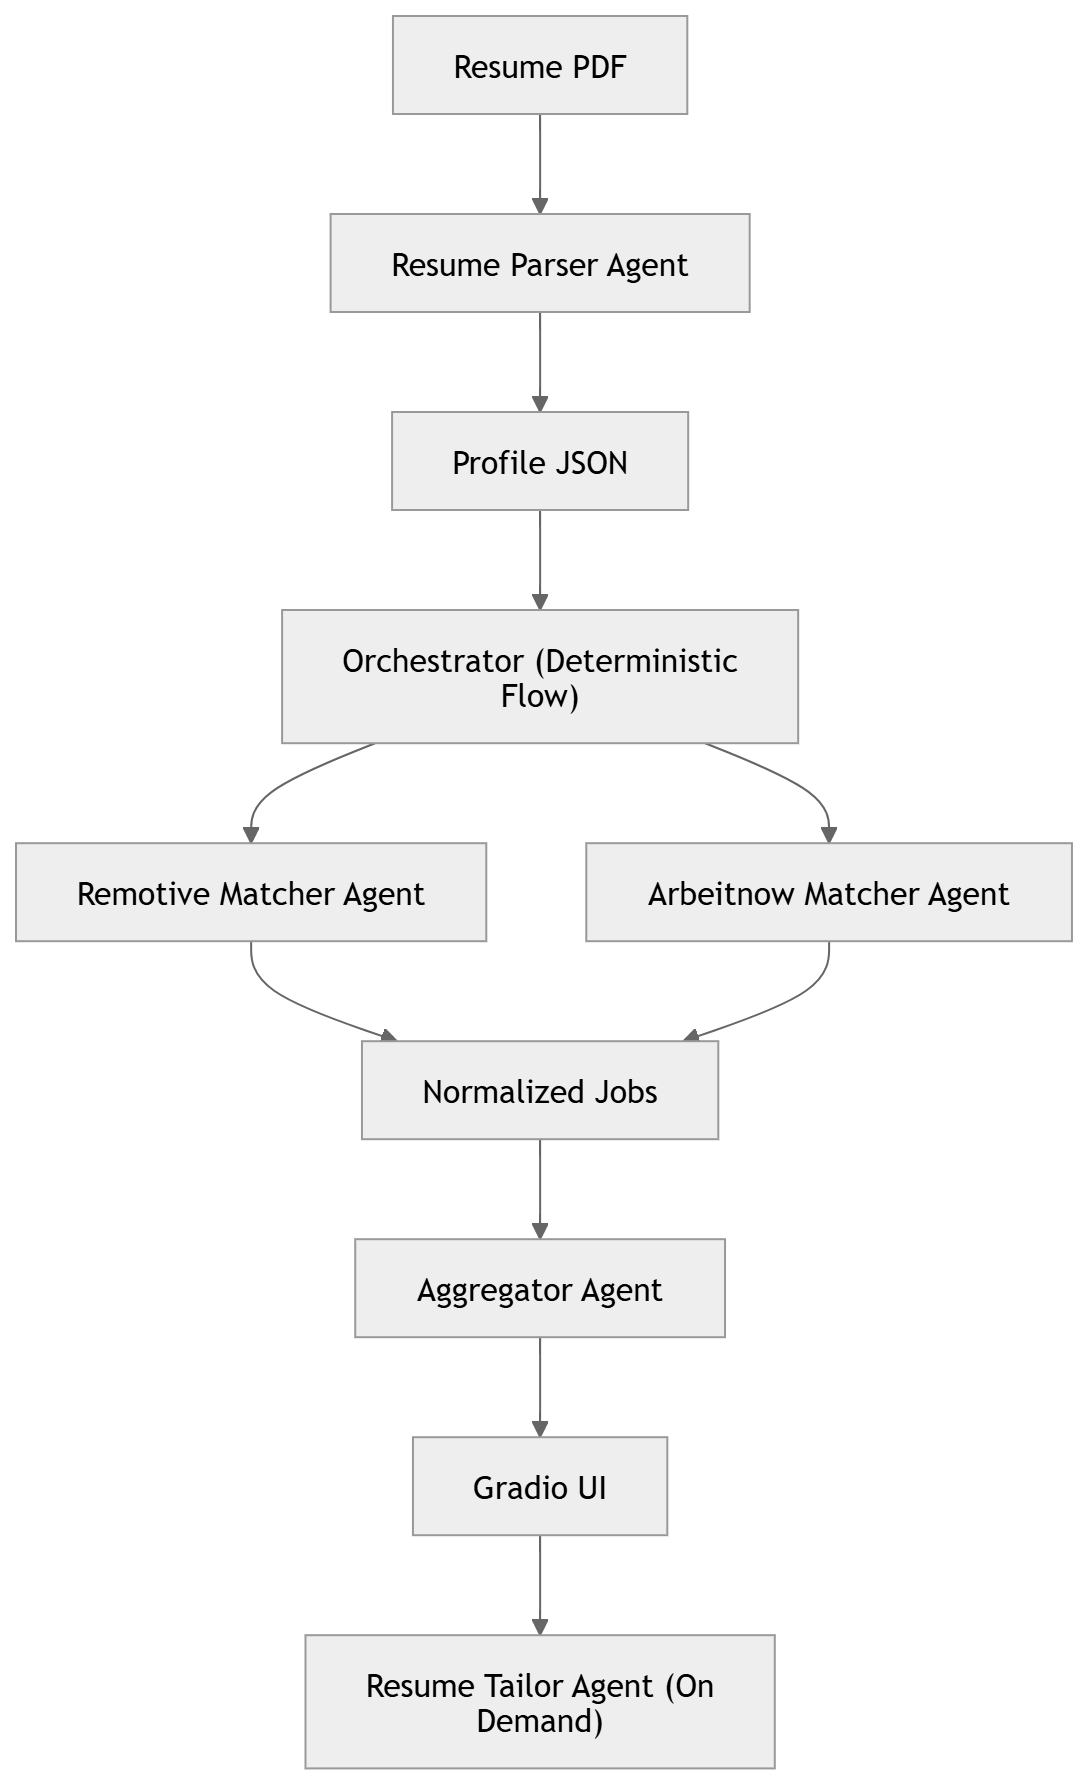 Resume PDF
Resume Parser Agent
Profile JSON
Orchestrator (Deterministic
Flow)
Remotive Matcher Agent
Arbeitnow Matcher Agent
Normalized Jobs
Aggregator Agent
Gradio UI
Resume Tailor Agent (On
Demand)